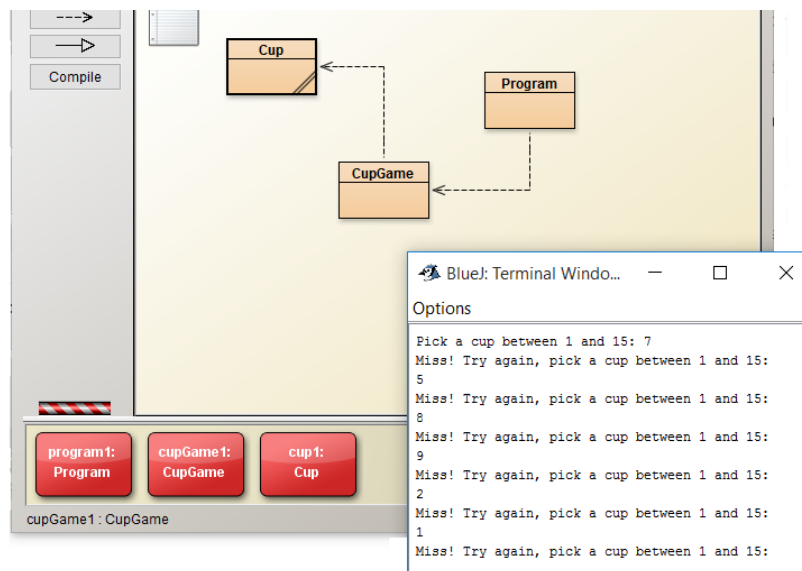 Compile
Cup
Program
CupGame
BlueJ: Terminal Windo...
Options
Pick a cup between 1 and 15: 7
Miss! Try again, pick a cup between 1 and 15:
5
Miss! Try again, pick a cup between 1 and 15:
8
Miss! Try again, pick a cup between 1 and 15:
9
Miss! Try again, pick a cup between 1 and 15:
2
Miss! Try again, pick a cup between 1 and 15:
1
Miss! Try again, pick a cup between 1 and 15:
program1:
Program
cupGame1:
CupGame
cup1:
Cup
cupGame1 : CupGame